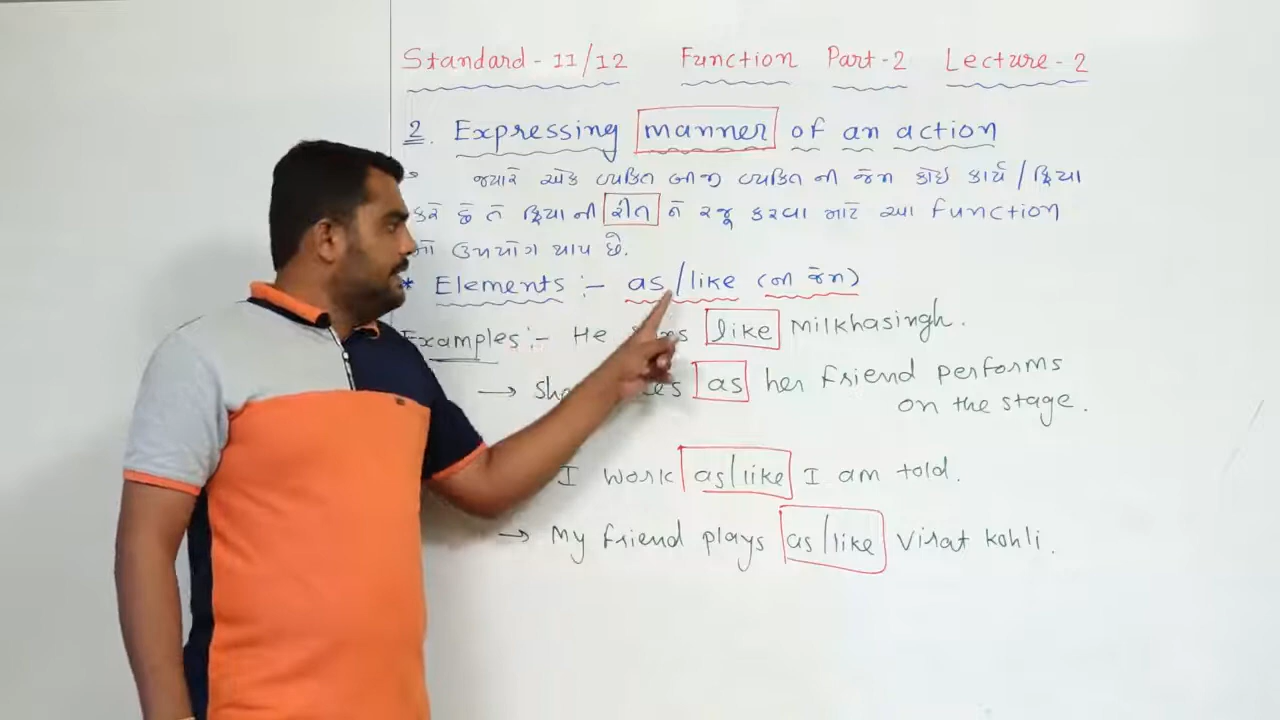 Standard - 11/12 Function Part-2 Lecture-2
2. Expressing manner of an action
જ્યારે એક વ્યકિત બીજી વ્યકિત ની જેમ કોઈ કાર્ય / ક્રિયા
કરે છે તે ક્રિયા ની રીત ને રજૂ કરવા માટે આ Function
નો ઉપયોગ થાય છે.
* Elements :- as/like (ની જેમ)
Examples :- He like Milkhasingh.
→ as her friend performs
on the stage.
I work as/like I am told.
→ My friend plays as/like Virat kohli.